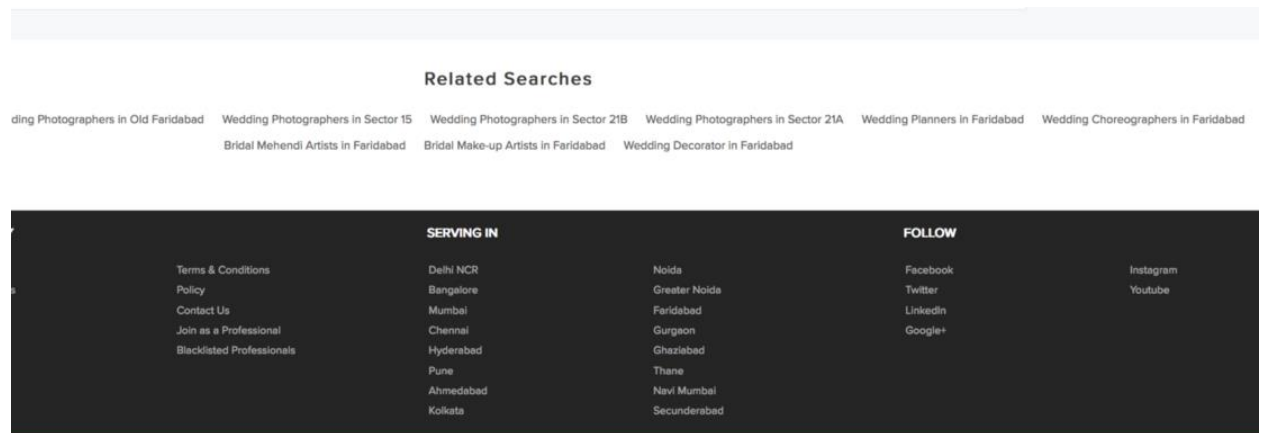 Related Searches
ding Photographers in Old Faridabad Wedding Photographers in Sector 15 Wedding Photographers in Sector 21B Wedding Photographers in Sector 21A Wedding Planners in Faridabad Wedding Choreographers in Faridabad
Bridal Mehendi Artists in Faridabad Bridal Make-up Artists in Faridabad Wedding Decorator in Faridabad
SERVING IN FOLLOW
Terms & Conditions Delhi NCR Noida Facebook Instagram
s Policy Bangalore Greater Noida Twitter Youtube
Contact Us Mumbai Faridabad LinkedIn
Join as a Professional Chennai Gurgaon Google+
Blacklisted Professionals Hyderabad Ghaziabad
Pune Thane
Ahmedabad Navi Mumbai
Kolkata Secunderabad